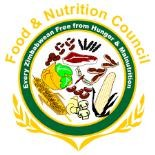 Food & Nutrition Council
Every Zimbabwean Free from Hunger & Malnutrition